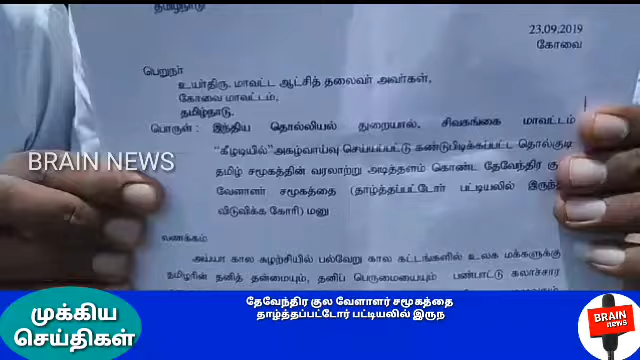 தமிழ்நாடு
23.09.2019
கோவை
பெறுநர்
உயர்திரு. மாவட்ட ஆட்சித் தலைவர் அவர்கள்,
கோவை மாவட்டம்,
தமிழ்நாடு.
பொருள் : இந்திய தொல்லியல் துறையால், சிவகங்கை மாவட்டம்
“கீழடியில்” அகழ்வாய்வு செய்யப்பட்டு கண்டுபிடிக்கப்பட்ட தொல்குடி
தமிழ் சமூகத்தின் வரலாற்று அடித்தளம் கொண்ட தேவேந்திர கு
வேளாளர் சமூகத்தை (தாழ்த்தப்பட்டோர் பட்டியலில் இருந்
விடுவிக்க கோரி) மனு
BRAIN NEWS
வணக்கம்
அய்யா கால சுழற்சியில் பல்வேறு கால கட்டங்களில் உலக மக்களுக்கு
தமிழரின் தனித் தன்மையும், தனிப் பெருமையையும் பண்பாட்டு கலாச்சார
முக்கிய
செய்திகள்
தேவேந்திர குல வேளாளர் சமூகத்தை
தாழ்த்தப்பட்டோர் பட்டியலில் இருந
BRAIN
news